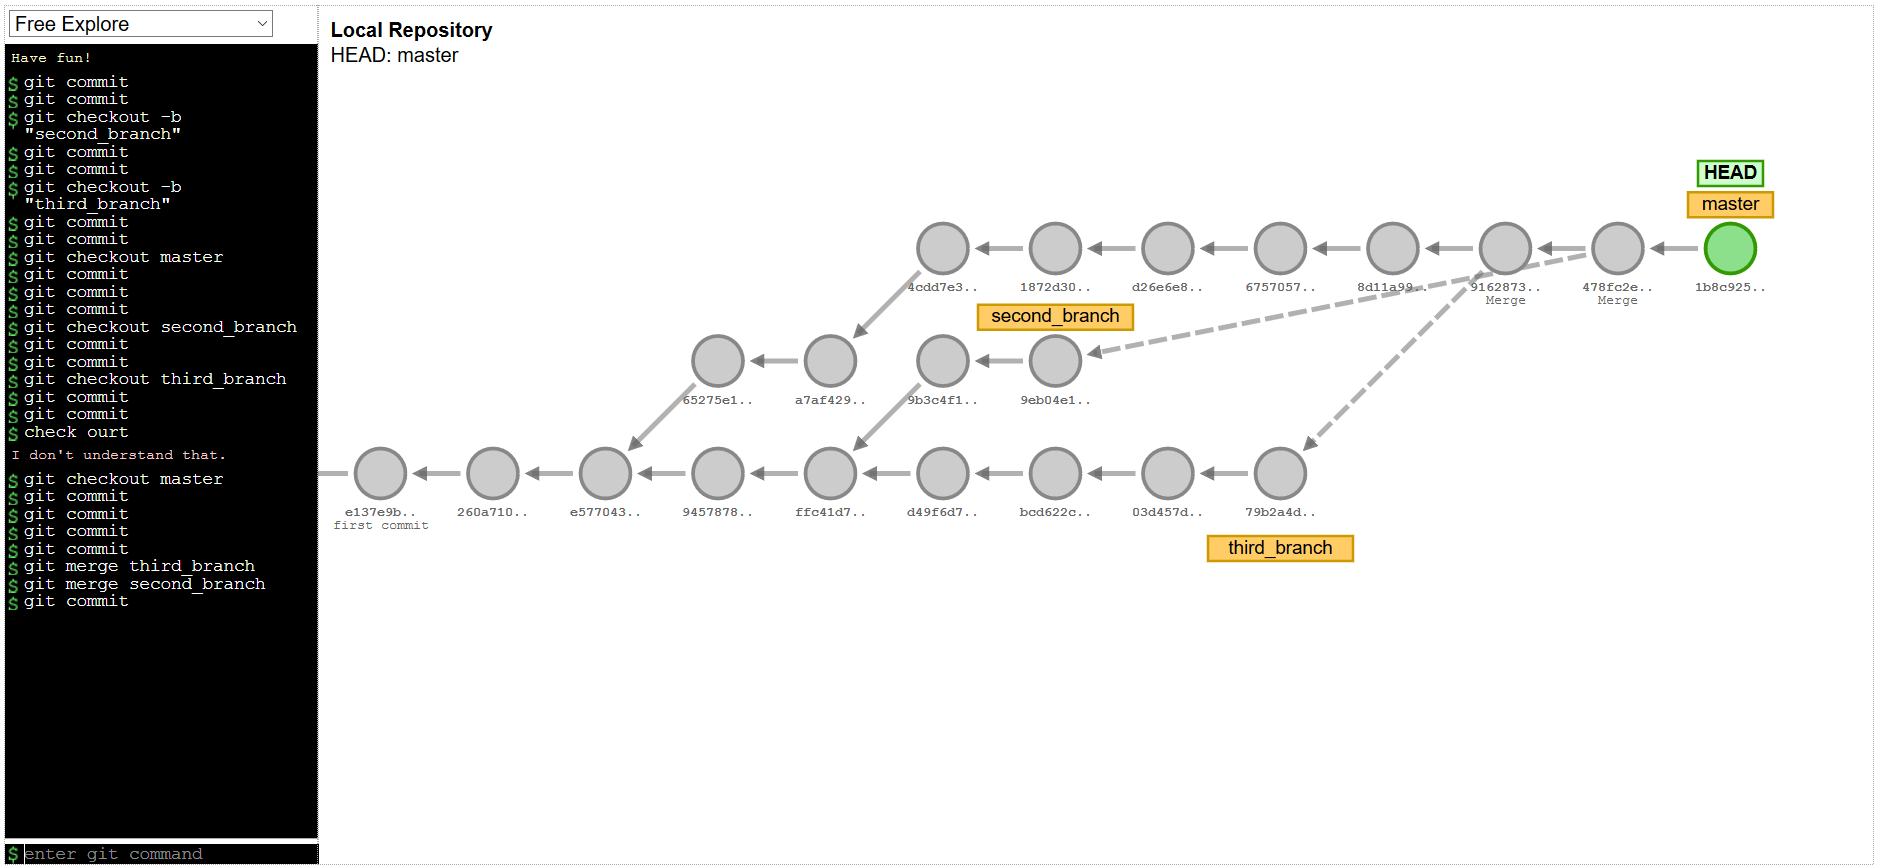 Free Explore
Have fun!
$ git commit
$ git commit
$ git checkout -b
"second_branch"
$ git commit
$ git commit
$ git checkout -b
"third_branch"
$ git commit
$ git commit
$ git checkout master
$ git commit
$ git commit
$ git commit
$ git checkout second_branch
$ git commit
$ git commit
$ git checkout third_branch
$ git commit
$ git commit
$ check ourt
I don't understand that.
$ git checkout master
$ git commit
$ git commit
$ git commit
$ git commit
$ git merge third_branch
$ git merge second_branch
$ git commit
$ enter git command
Local Repository
HEAD: master
HEAD
master
4cdd7e3.. 1872d30.. d26e6e8.. 6757057.. 8d11a99.. 9162873.. 478fc2e.. 1b8c925..
Merge Merge
second_branch
65275e1.. a7af429.. 9b3c4f1.. 9eb04e1..
e137e9b.. 260a710.. e577043.. 9457878.. ffc41d7.. d49f6d7.. bcd622c.. 03d457d.. 79b2a4d..
first commit
third_branch